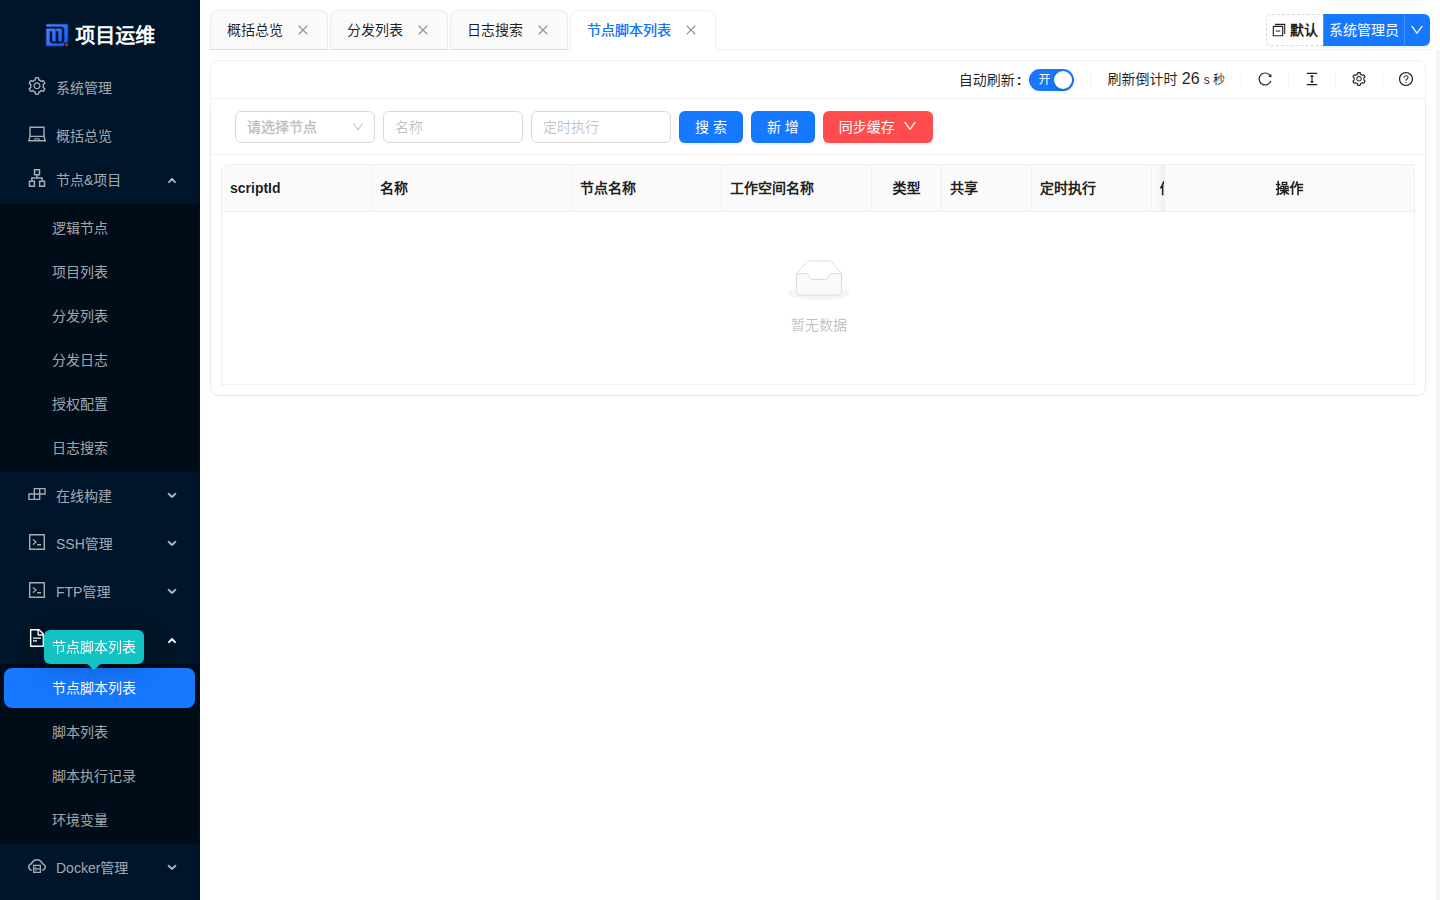 项目运维
系统管理
概括总览
节点&项目
逻辑节点
项目列表
分发列表
分发日志
授权配置
日志搜索
在线构建
SSH管理
FTP管理
节点脚本列表
节点脚本列表
脚本列表
脚本执行记录
环境变量
Docker管理
概括总览 分发列表 日志搜索 节点脚本列表 默认 系统管理员
自动刷新： 开 刷新倒计时 26 s 秒
请选择节点 名称 定时执行 搜 索 新 增 同步缓存
scriptId 名称 节点名称 工作空间名称 类型 共享 定时执行 操作
暂无数据